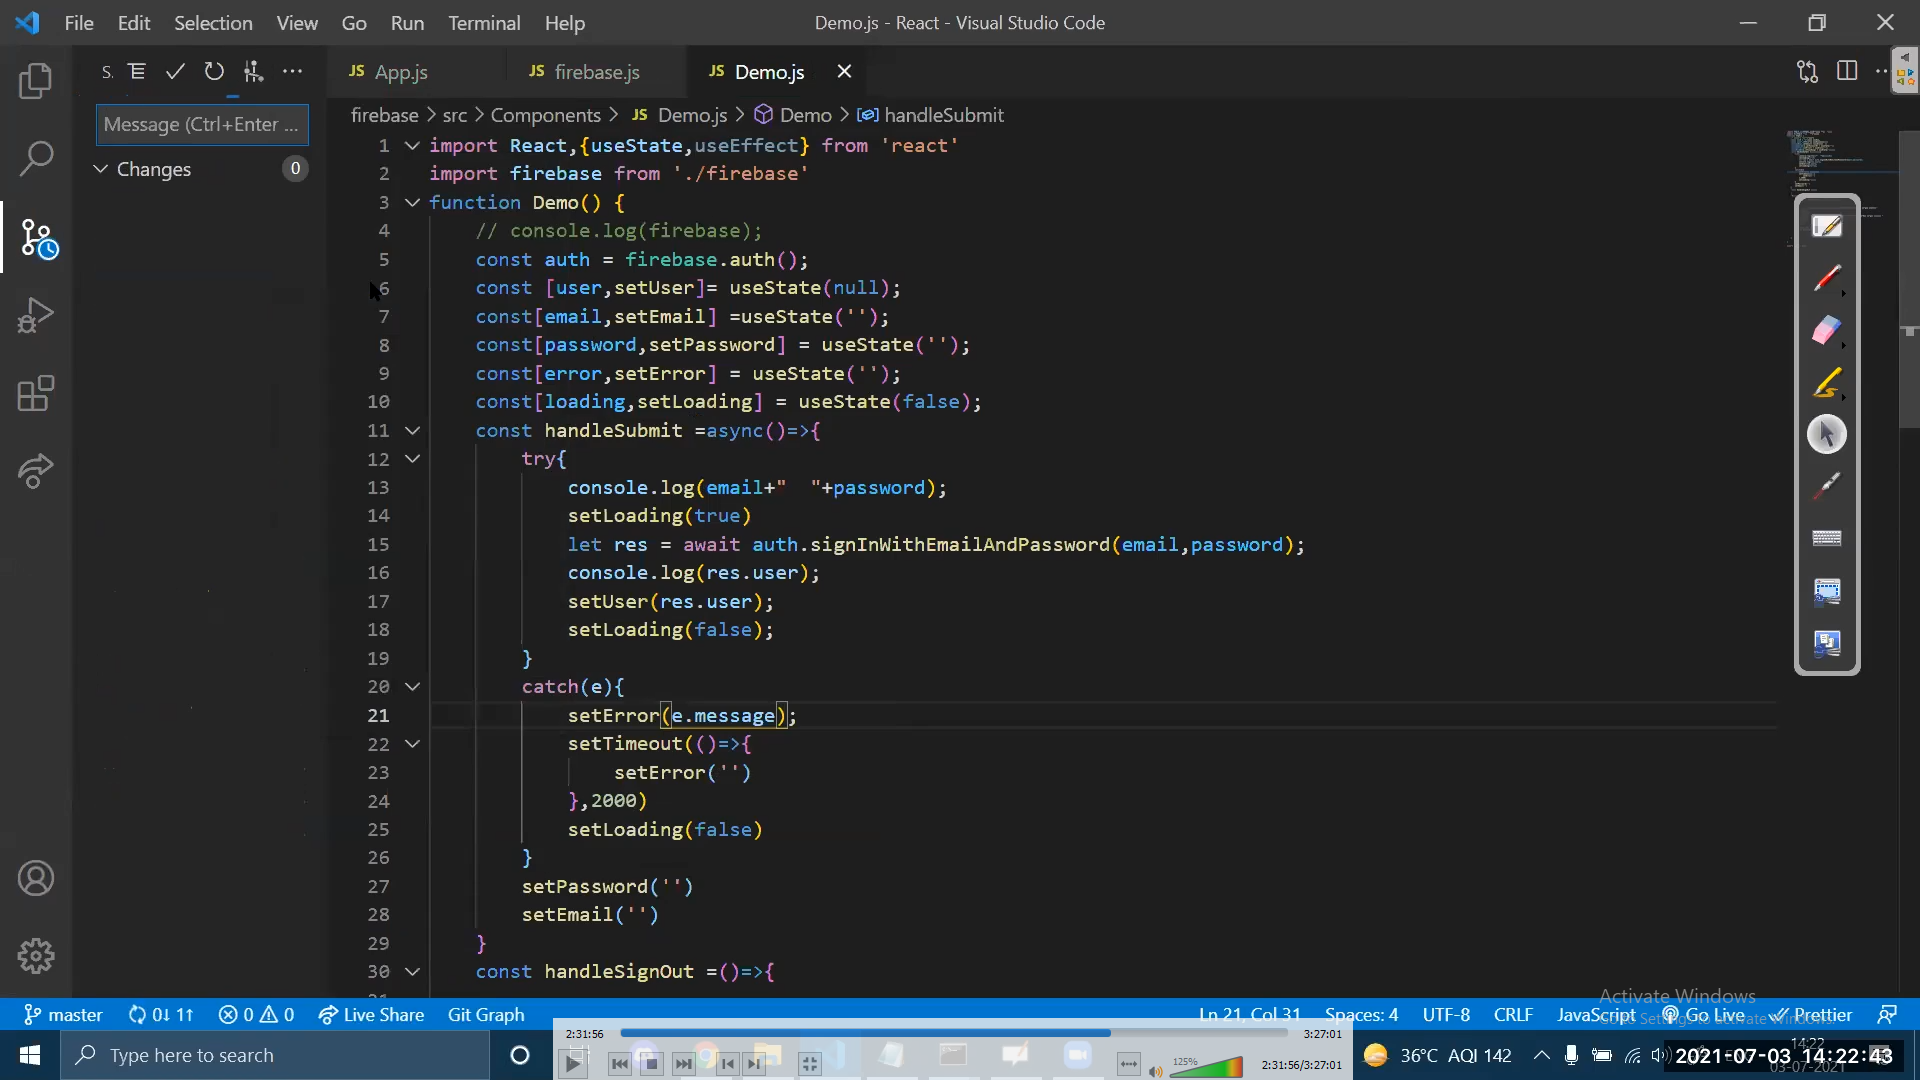 File Edit Selection View Go Run Terminal Help
Demo.js - React - Visual Studio Code
S.
JS App.js
JS firebase.js
JS Demo.js
Message (Ctrl+Enter ...
Changes 0
firebase > src > Components > JS Demo.js > Demo > handleSubmit
1 import React,{useState,useEffect} from 'react'
2 import firebase from './firebase'
3 function Demo() {
4 // console.log(firebase);
5 const auth = firebase.auth();
6 const [user,setUser]= useState(null);
7 const[email,setEmail] =useState('');
8 const[password,setPassword] = useState('');
9 const[error,setError] = useState('');
10 const[loading,setLoading] = useState(false);
11 const handleSubmit =async()=>{
12 try{
13 console.log(email+"  "+password);
14 setLoading(true)
15 let res = await auth.signInWithEmailAndPassword(email,password);
16 console.log(res.user);
17 setUser(res.user);
18 setLoading(false);
19 }
20 catch(e){
21 setError(e.message);
22 setTimeout(()=>{
23 setError('')
24 },2000)
25 setLoading(false)
26 }
27 setPassword('')
28 setEmail('')
29 }
30 const handleSignOut =()=>{
Activate Windows
master 0↓ 1↑ 0 0 Live Share Git Graph
Ln 21, Col 31 Spaces: 4 UTF-8 CRLF JavaScript Go Live Prettier
Type here to search
2:31:56 3:27:01
125%
2:31:56/3:27:01
36°C AQI 142
14:22
03-07-2021
2021-07-03 14:22:43